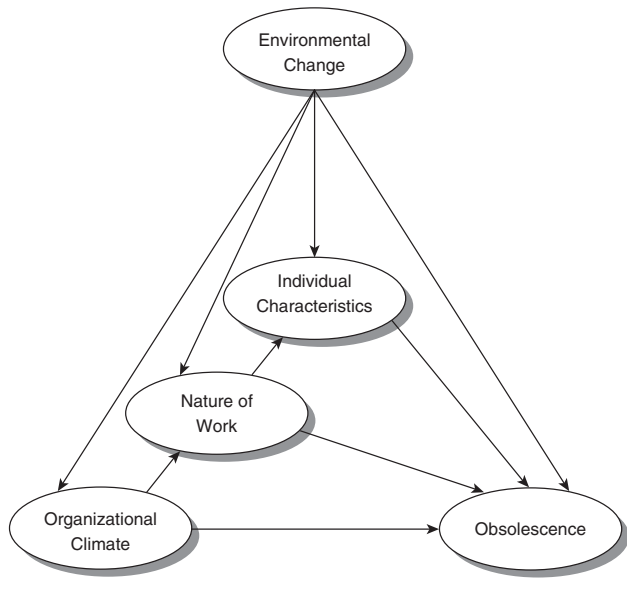 Environmental
Change
Individual
Characteristics
Nature of
Work
Organizational
Climate
Obsolescence